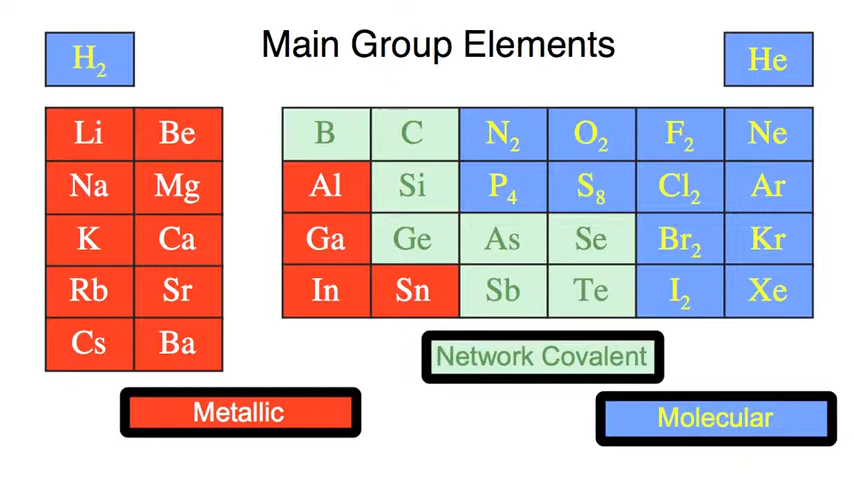 Main Group Elements
H₂ He
Li Be B C N₂ O₂ F₂ Ne
Na Mg Al Si P₄ S₈ Cl₂ Ar
K Ca Ga Ge As Se Br₂ Kr
Rb Sr In Sn Sb Te I₂ Xe
Cs Ba
Network Covalent
Metallic
Molecular